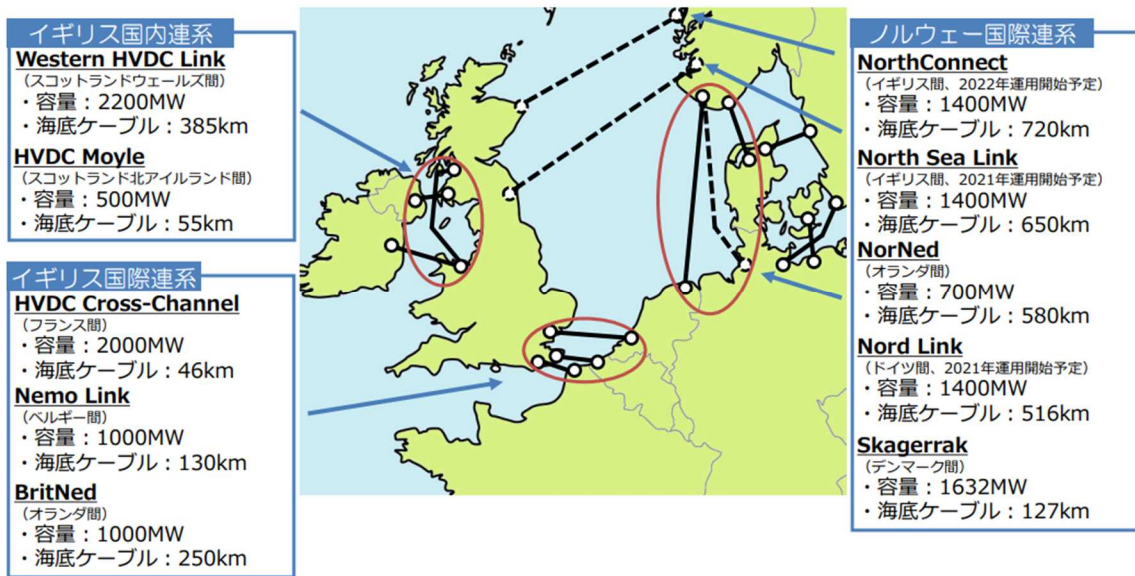 イギリス国内連系
Western HVDC Link
（スコットランドウェールズ間）
・容量：2200MW
・海底ケーブル：385km
HVDC Moyle
（スコットランド北アイルランド間）
・容量：500MW
・海底ケーブル：55km
イギリス国際連系
HVDC Cross-Channel
（フランス間）
・容量：2000MW
・海底ケーブル：46km
Nemo Link
（ベルギー間）
・容量：1000MW
・海底ケーブル：130km
BritNed
（オランダ間）
・容量：1000MW
・海底ケーブル：250km
ノルウェー国際連系
NorthConnect
（イギリス間、2022年運用開始予定）
・容量：1400MW
・海底ケーブル：720km
North Sea Link
（イギリス間、2021年運用開始予定）
・容量：1400MW
・海底ケーブル：650km
NorNed
（オランダ間）
・容量：700MW
・海底ケーブル：580km
Nord Link
（ドイツ間、2021年運用開始予定）
・容量：1400MW
・海底ケーブル：516km
Skagerrak
（デンマーク間）
・容量：1632MW
・海底ケーブル：127km